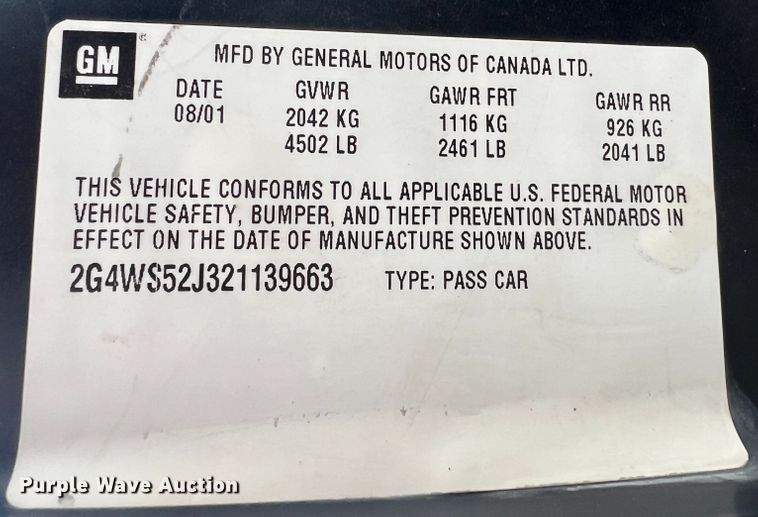 GM ®
MFD BY GENERAL MOTORS OF CANADA LTD.
DATE GVWR GAWR FRT GAWR RR
08/01 2042 KG 1116 KG 926 KG
4502 LB 2461 LB 2041 LB
THIS VEHICLE CONFORMS TO ALL APPLICABLE U.S. FEDERAL MOTOR
VEHICLE SAFETY, BUMPER, AND THEFT PREVENTION STANDARDS IN
EFFECT ON THE DATE OF MANUFACTURE SHOWN ABOVE.
2G4WS52J321139663 TYPE: PASS CAR
Purple Wave Auction